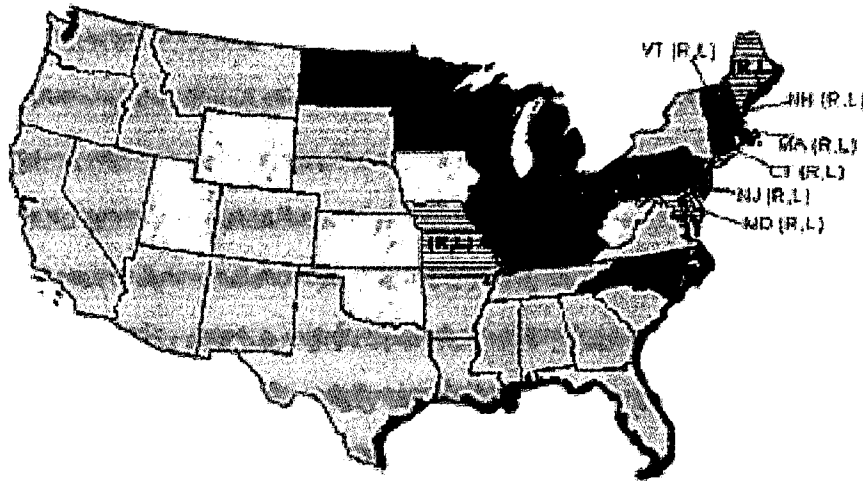 VT (R,L)
(R,L)
NH (R,L)
MA (R,L)
CT (R,L)
NJ (R,L)
MD (R,L)
(R,L)